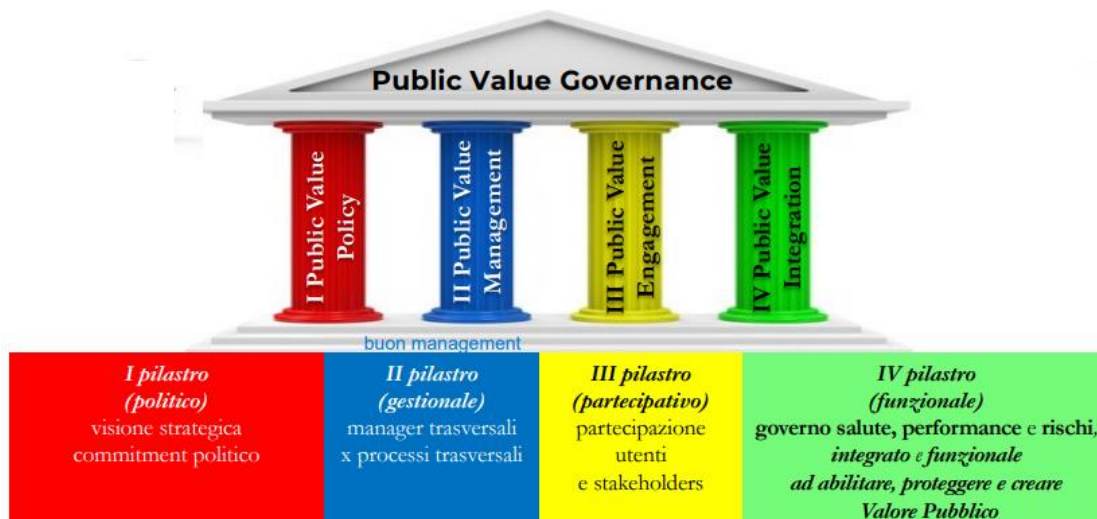 Public Value Governance
I Public Value
Policy
II Public Value
Management
III Public Value
Engagement
IV Public Value
Integration
buon management
I pilastro
(politico)
visione strategica
commitment politico
II pilastro
(gestionale)
manager trasversali
x processi trasversali
III pilastro
(partecipativo)
partecipazione
utenti
e stakeholders
IV pilastro
(funzionale)
governo salute, performance e rischi,
integrato e funzionale
ad abilitare, proteggere e creare
Valore Pubblico